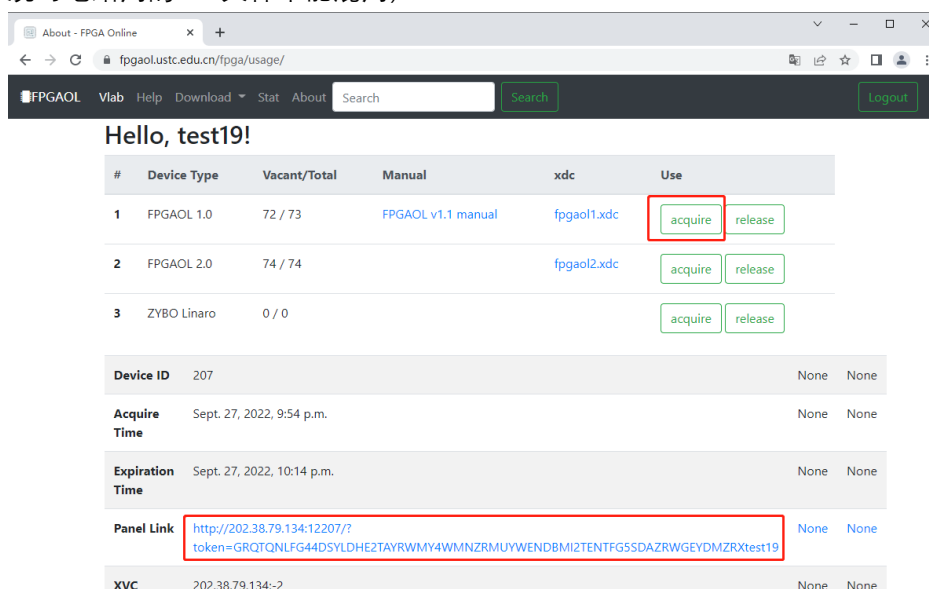 About - FPGA Online
fpgaol.ustc.edu.cn/fpga/usage/
FPGAOL Vlab Help Download Stat About Search Search Logout
Hello, test19!
# Device Type Vacant/Total Manual xdc Use
1 FPGAOL 1.0 72 / 73 FPGAOL v1.1 manual fpgaol1.xdc acquire release
2 FPGAOL 2.0 74 / 74 fpgaol2.xdc acquire release
3 ZYBO Linaro 0 / 0 acquire release
Device ID 207 None None
Acquire Sept. 27, 2022, 9:54 p.m. None None
Time
Expiration Sept. 27, 2022, 10:14 p.m. None None
Time
Panel Link http://202.38.79.134:12207/? None None
token=GRQTQNLFG44DSYLDHE2TAYRWMY4WMNZRMUYWENDBMI2TENTFG5SDAZRWGEYDMZRXtest19
XVC 202.38.79.134:-2 None None